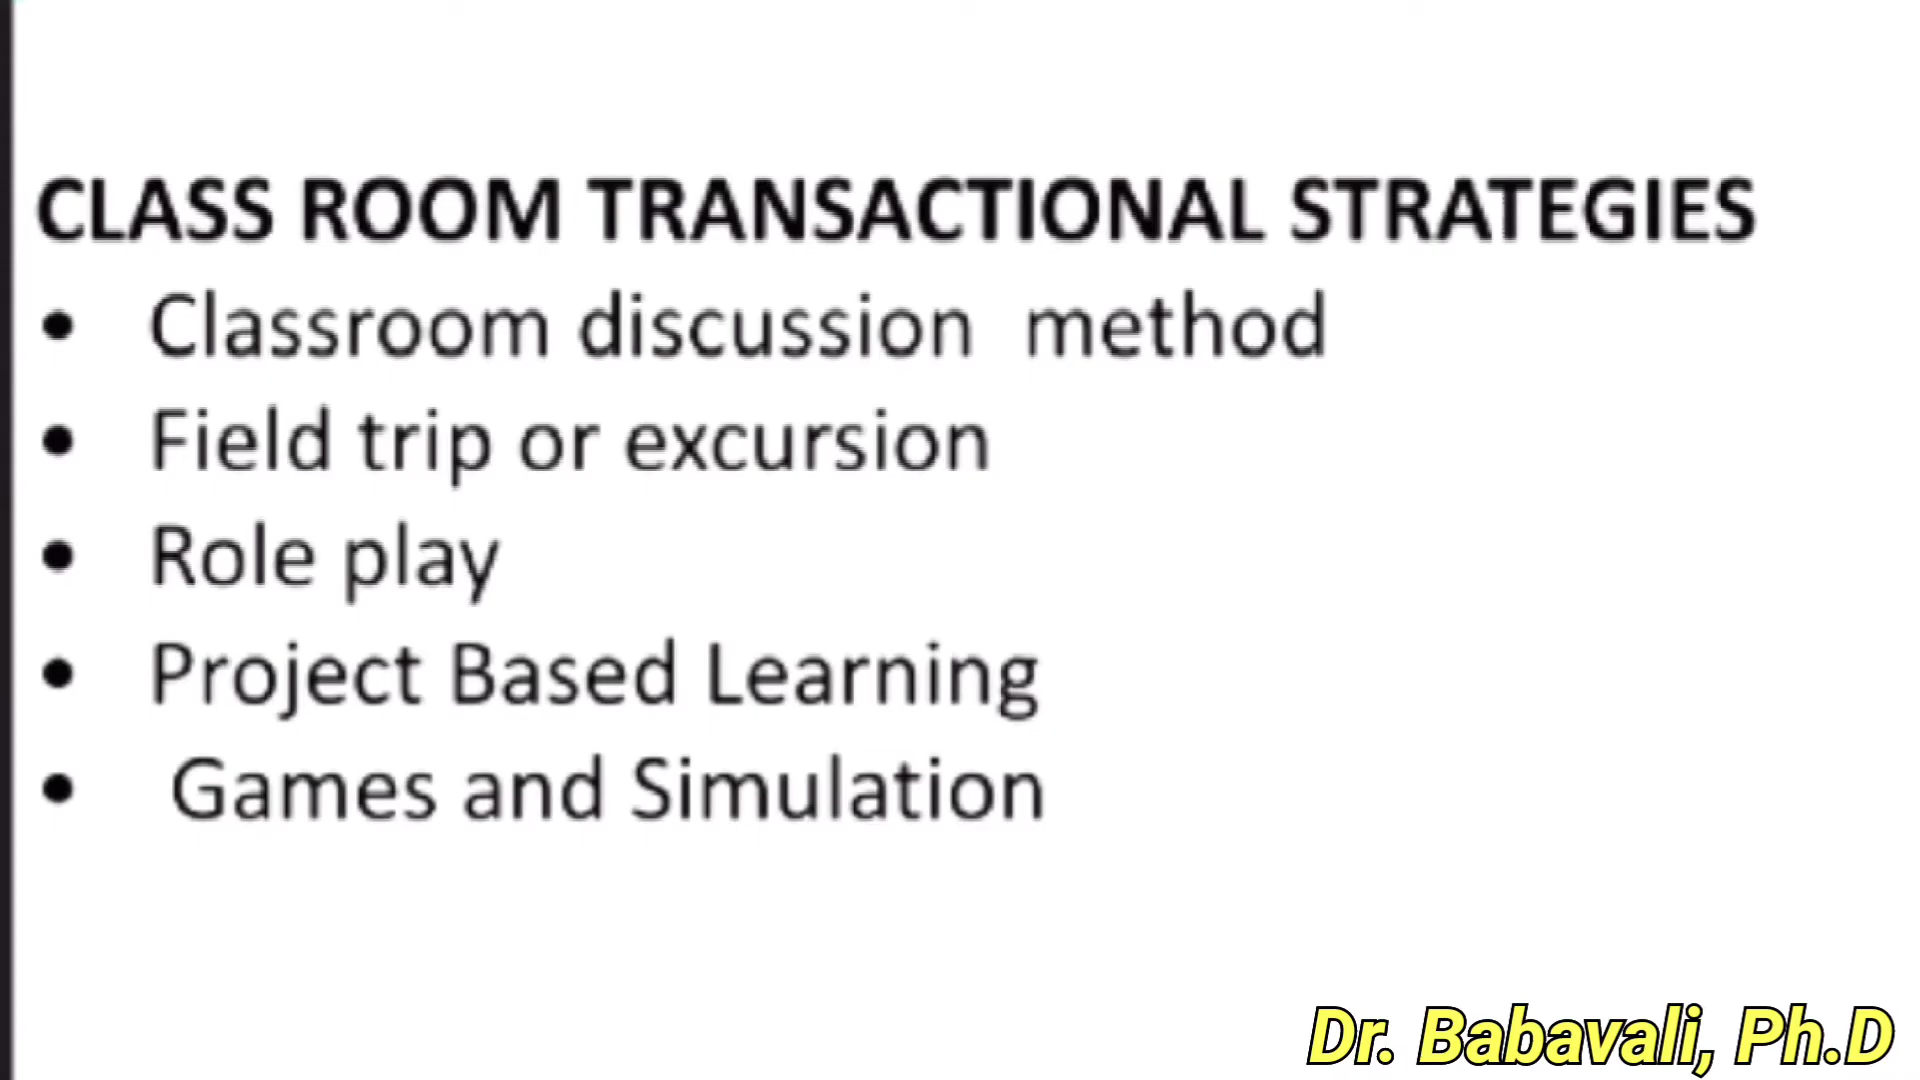 CLASS ROOM TRANSACTIONAL STRATEGIES
• Classroom discussion method
• Field trip or excursion
• Role play
• Project Based Learning
• Games and Simulation
Dr. Babavali, Ph.D